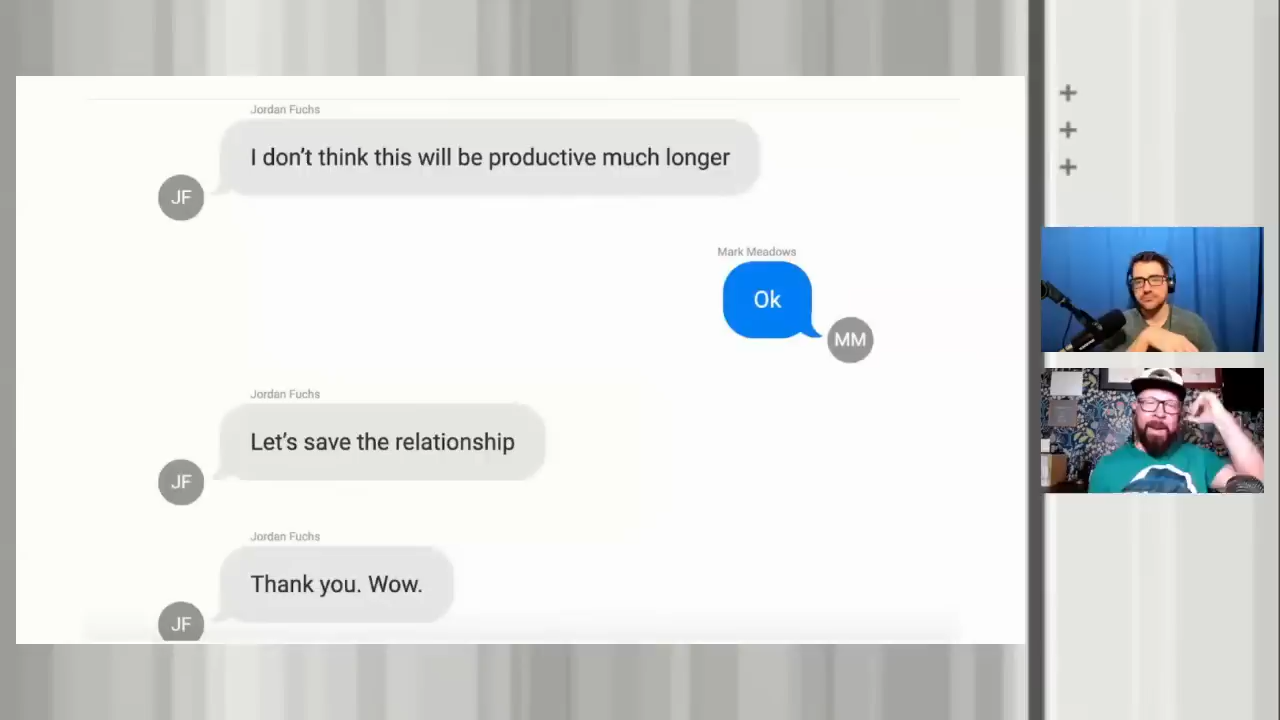 Jordan Fuchs
I don’t think this will be productive much longer
JF
Mark Meadows
Ok
MM
Jordan Fuchs
Let’s save the relationship
JF
Jordan Fuchs
Thank you. Wow.
JF